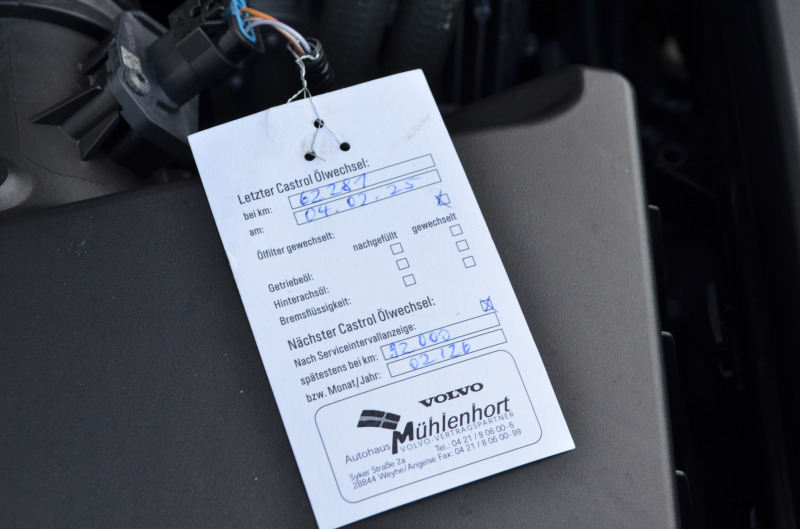 Letzter Castrol Ölwechsel:
bei km: 62281
am: 04.02.25
Ölfilter gewechselt:
nachgefüllt gewechselt
Getriebeöl:
Hinterachsöl:
Bremsflüssigkeit:
Nächster Castrol Ölwechsel:
Nach Serviceintervallanzeige:
spätestens bei km: 92000
bzw. Monat/Jahr: 02/26
VOLVO
Autohaus Mühlenhort
VOLVO-VERTRAGSPARTNER
Syker Straße 2a Tel.: 04 21 / 8 06 00-6
28844 Weyhe/Angelse Fax: 04 21 / 8 06 00-99